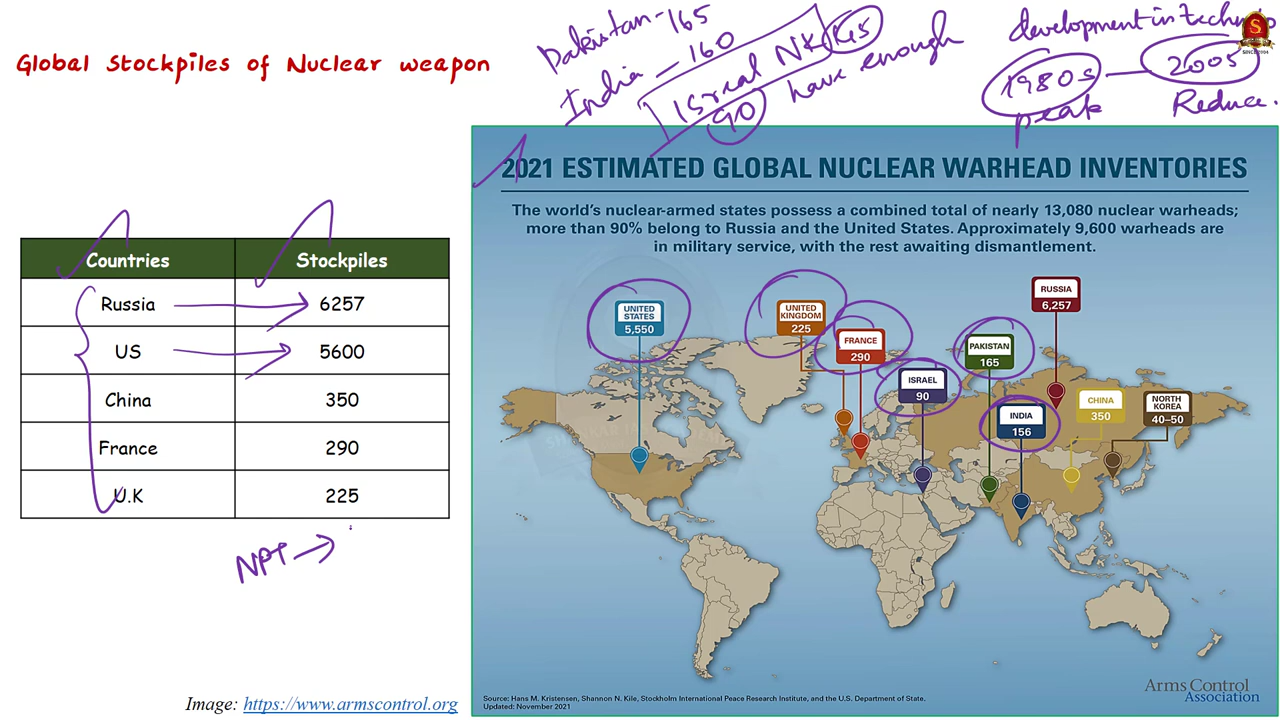 Global Stockpiles of Nuclear weapon
Pakistan-165
India - 160
Isreal NK
90
45
have enough
development in techno
1980s - 2005
peak Reduce.
SINCE 2004
Countries Stockpiles
Russia 6257
US 5600
China 350
France 290
U.K 225
NPT →
2021 ESTIMATED GLOBAL NUCLEAR WARHEAD INVENTORIES
The world's nuclear-armed states possess a combined total of nearly 13,080 nuclear warheads;
more than 90% belong to Russia and the United States. Approximately 9,600 warheads are
in military service, with the rest awaiting dismantlement.
UNITED
STATES
5,550
UNITED
KINGDOM
225
FRANCE
290
ISRAEL
90
PAKISTAN
165
INDIA
156
RUSSIA
6,257
CHINA
350
NORTH
KOREA
40–50
Source: Hans M. Kristensen, Shannon N. Kile, Stockholm International Peace Research Institute, and the U.S. Department of State.
Updated: November 2021
Arms Control
Association
Image: https://www.armscontrol.org